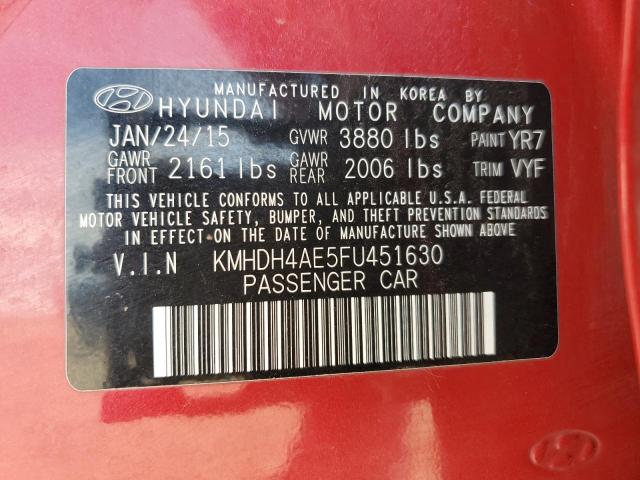 MANUFACTURED IN KOREA BY
HYUNDAI MOTOR COMPANY
JAN/24/15 GVWR 3880 lbs PAINT YR7
GAWR FRONT 2161 lbs GAWR REAR 2006 lbs TRIM VYF
THIS VEHICLE CONFORMS TO ALL APPLICABLE U.S.A. FEDERAL
MOTOR VEHICLE SAFETY, BUMPER, AND THEFT PREVENTION STANDARDS
IN EFFECT ON THE DATE OF MANUFACTURE SHOWN ABOVE
V.I.N KMHDH4AE5FU451630
PASSENGER CAR